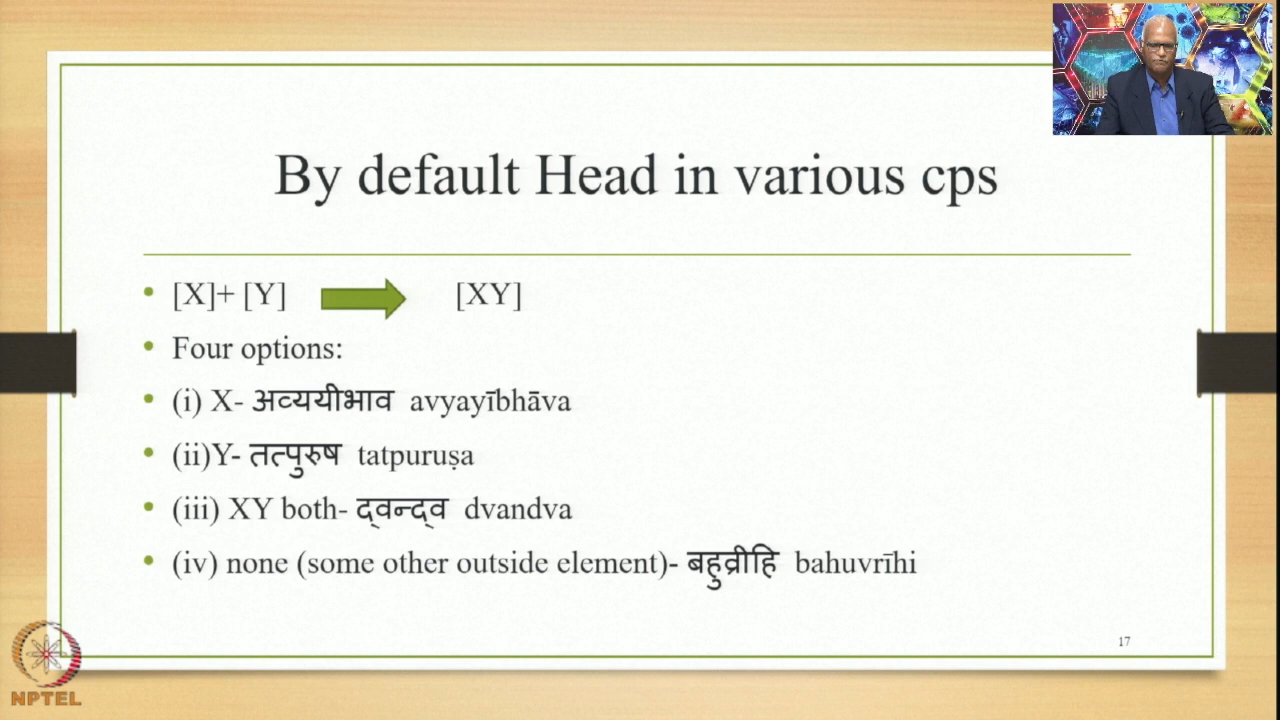 By default Head in various cps
[X]+ [Y] [XY]
Four options:
(i) X- अव्ययीभाव avyayībhāva
(ii)Y- तत्पुरुष tatpuruṣa
(iii) XY both- द्वन्द्व dvandva
(iv) none (some other outside element)- बहुव्रीहि bahuvrīhi
17
NPTEL